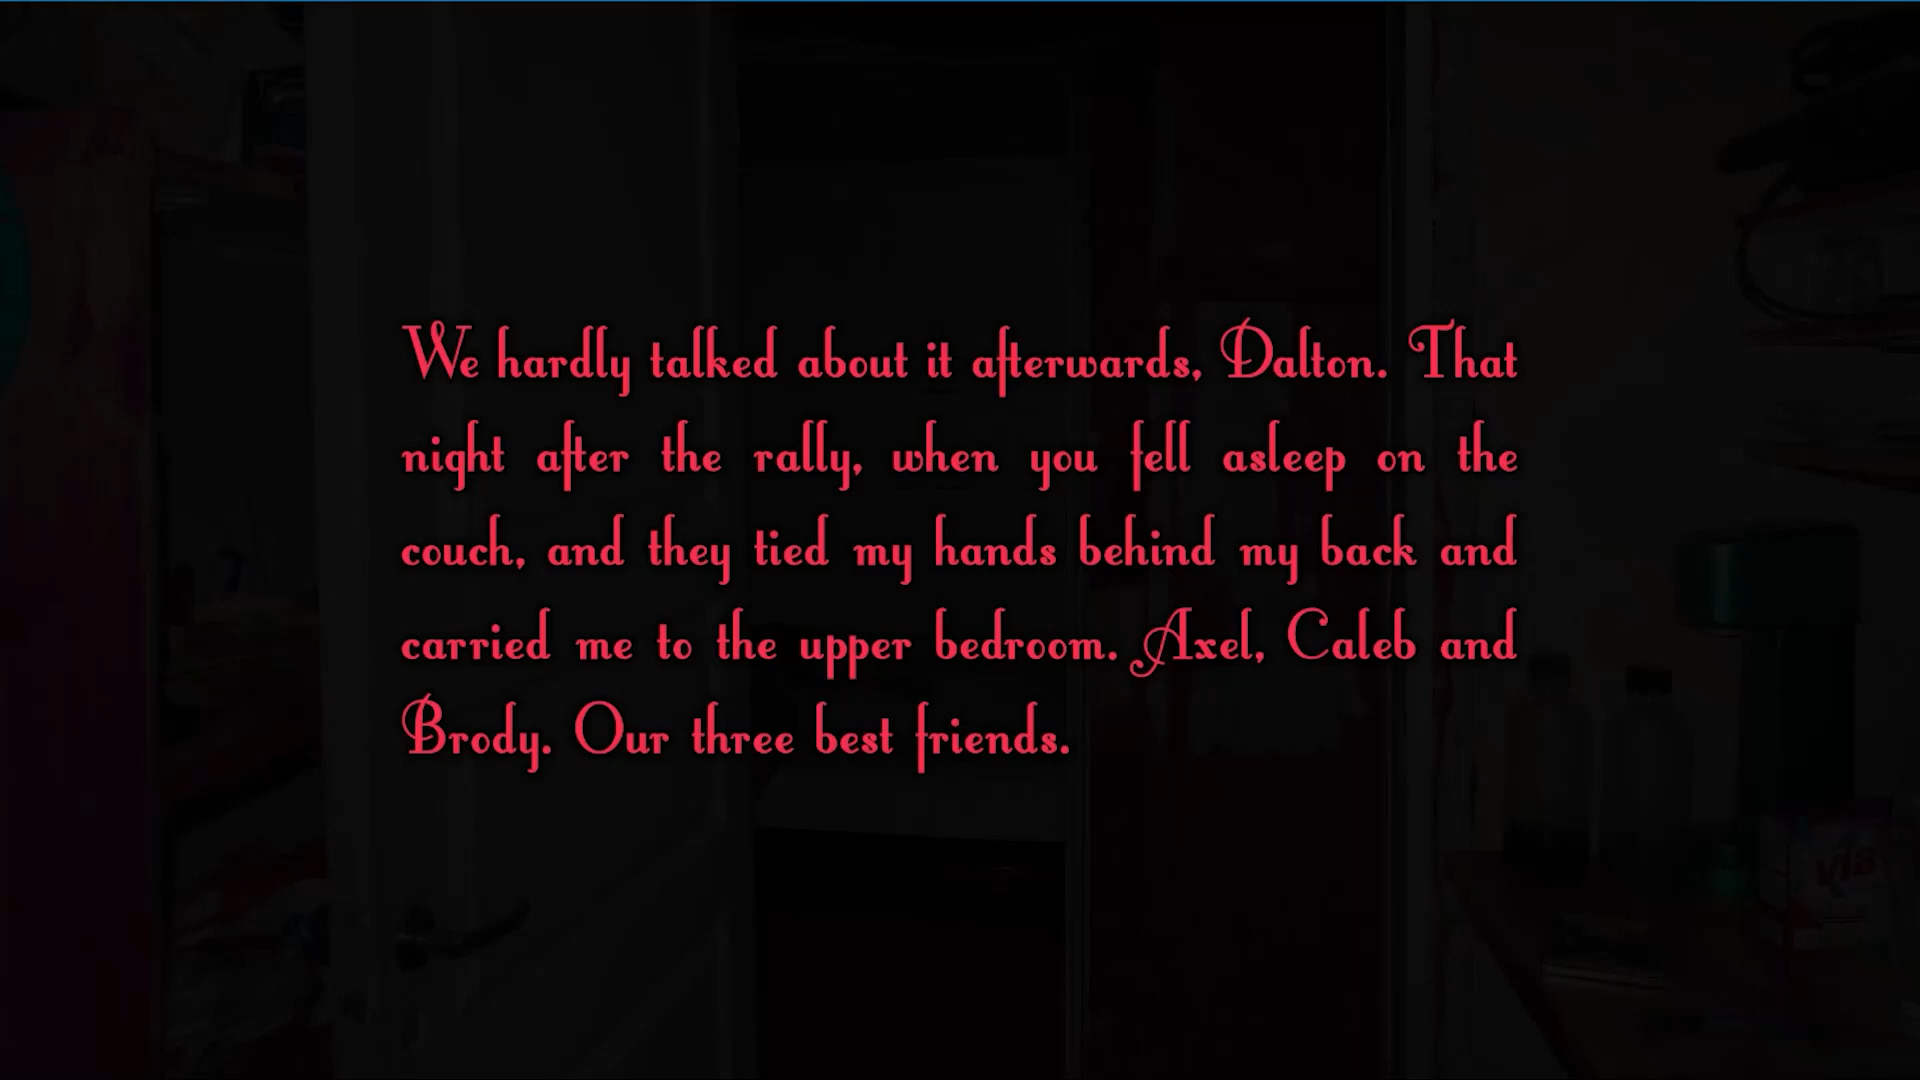 We hardly talked about it afterwards, Dalton. That
night after the rally, when you fell asleep on the
couch, and they tied my hands behind my back and
carried me to the upper bedroom. Axel, Caleb and
Brody. Our three best friends.
vis